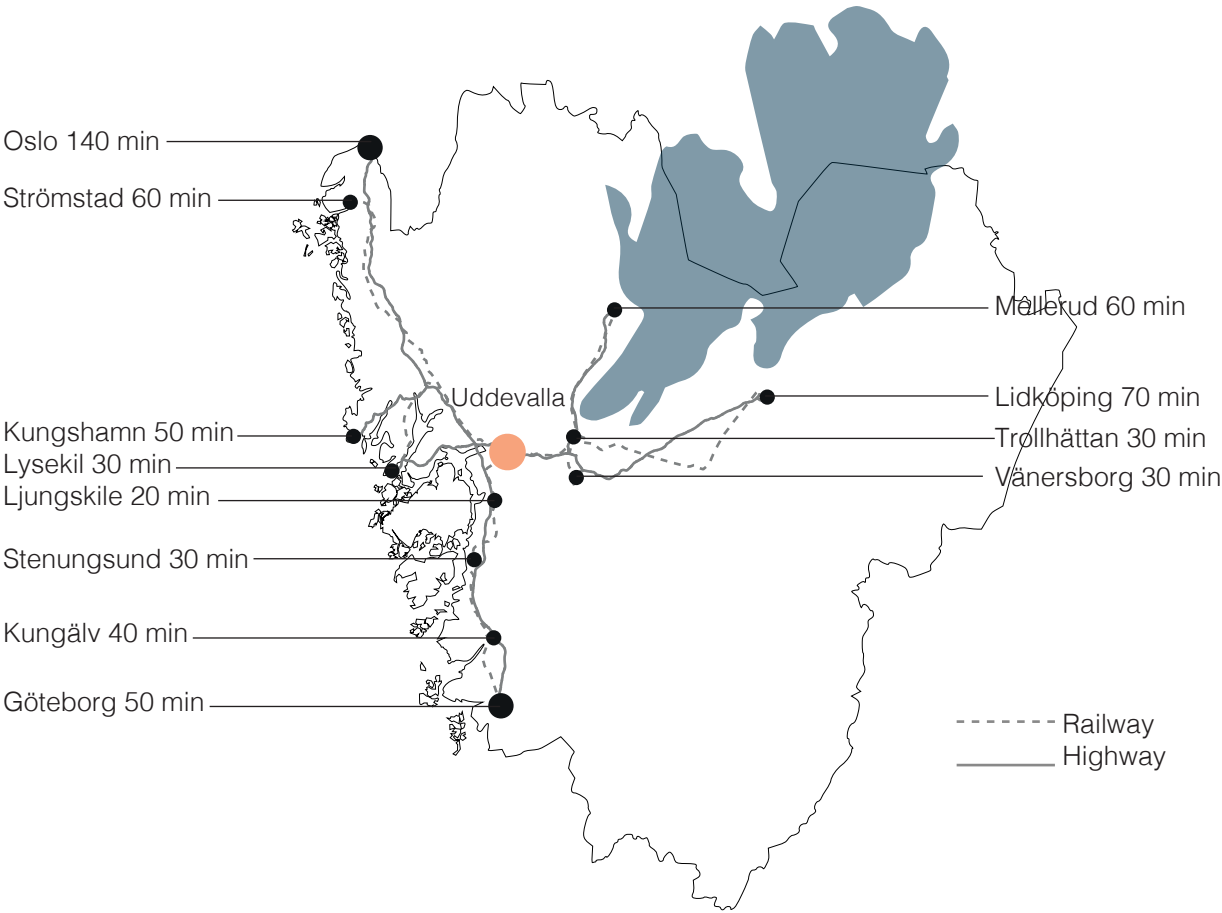 Oslo 140 min
Strömstad 60 min
Mellerud 60 min
Uddevalla
Lidköping 70 min
Kungshamn 50 min
Trollhättan 30 min
Lysekil 30 min
Vänersborg 30 min
Ljungskile 20 min
Stenungsund 30 min
Kungälv 40 min
Göteborg 50 min
Railway
Highway